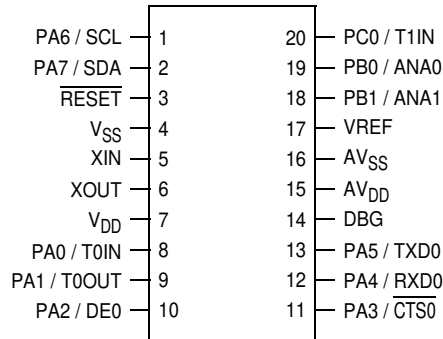 PA6 / SCL 1 20 PC0 / T1IN
PA7 / SDA 2 19 PB0 / ANA0
RESET 3 18 PB1 / ANA1
VSS 4 17 VREF
XIN 5 16 AVSS
XOUT 6 15 AVDD
VDD 7 14 DBG
PA0 / T0IN 8 13 PA5 / TXD0
PA1 / T0OUT 9 12 PA4 / RXD0
PA2 / DE0 10 11 PA3 / CTS0